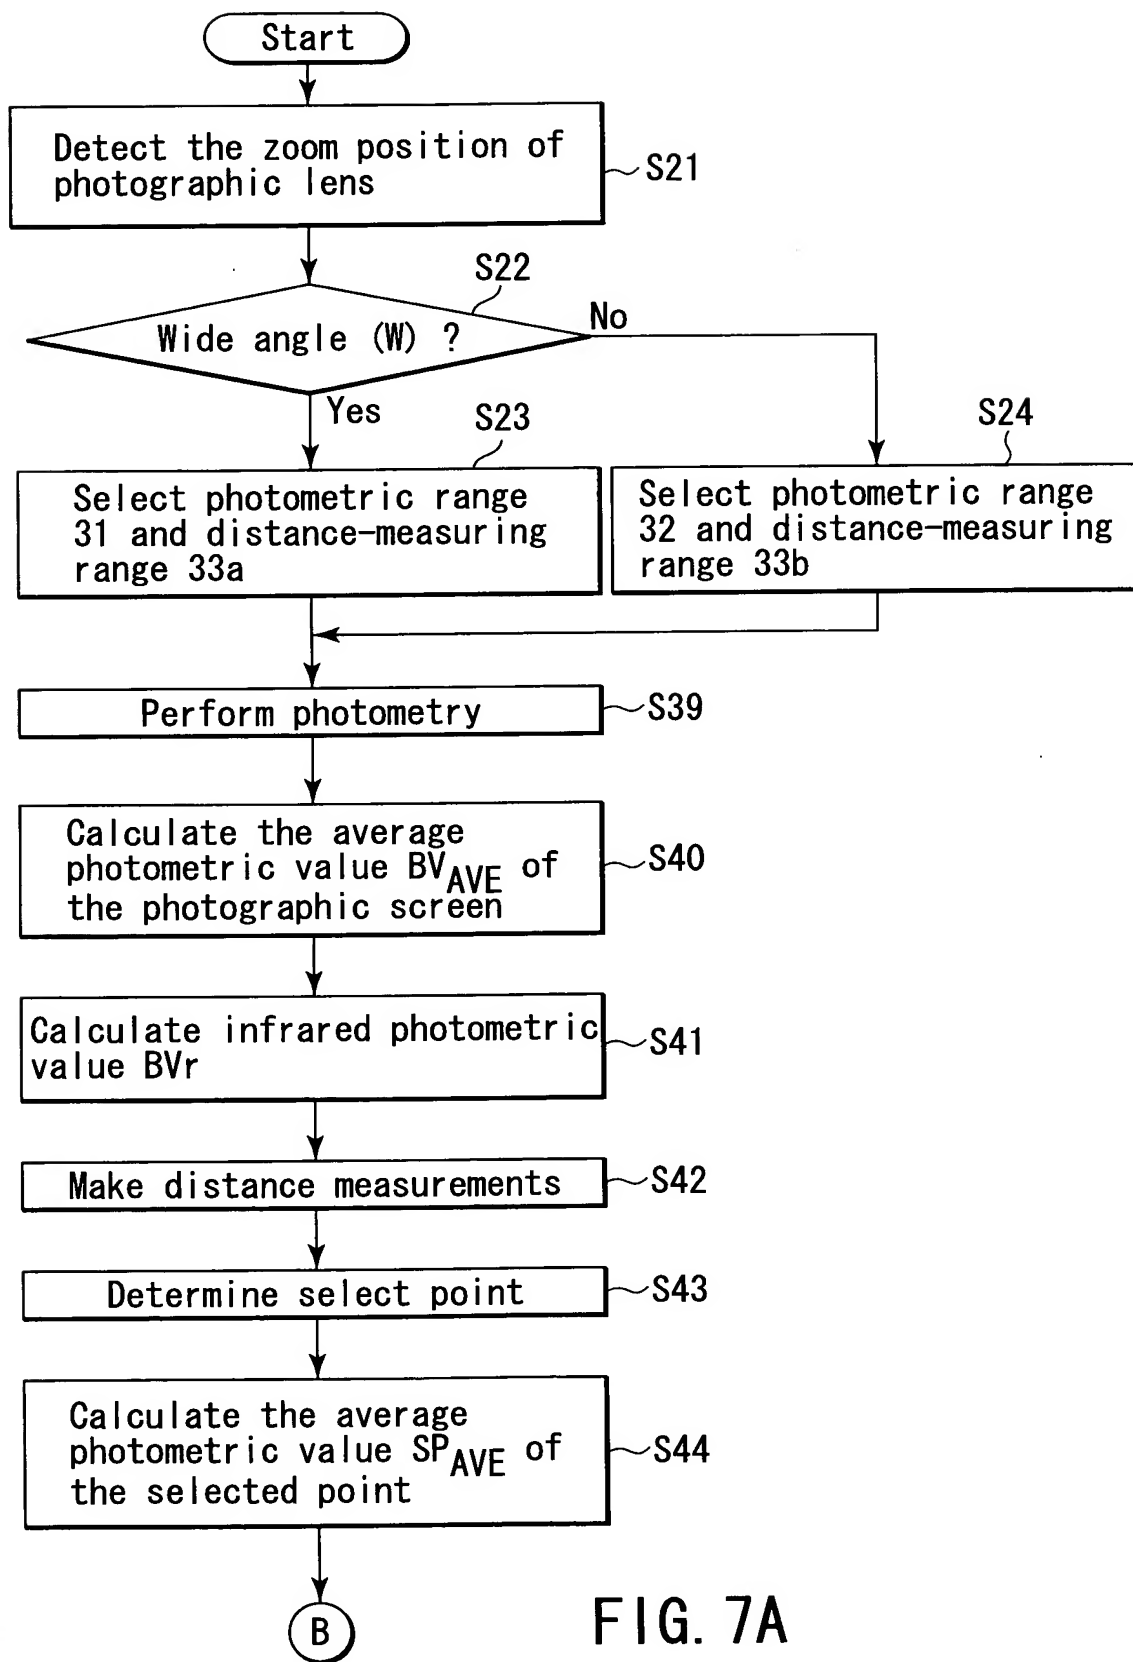 Start
Detect the zoom position of
photographic lens
S21
S22
Wide angle (W) ?
No
Yes
S23
S24
Select photometric range
31 and distance-measuring
range 33a
Select photometric range
32 and distance-measuring
range 33b
Perform photometry
S39
Calculate the average
photometric value BVAVE of
the photographic screen
S40
Calculate infrared photometric
value BVr
S41
Make distance measurements
S42
Determine select point
S43
Calculate the average
photometric value SPAVE of
the selected point
S44
B
FIG. 7A